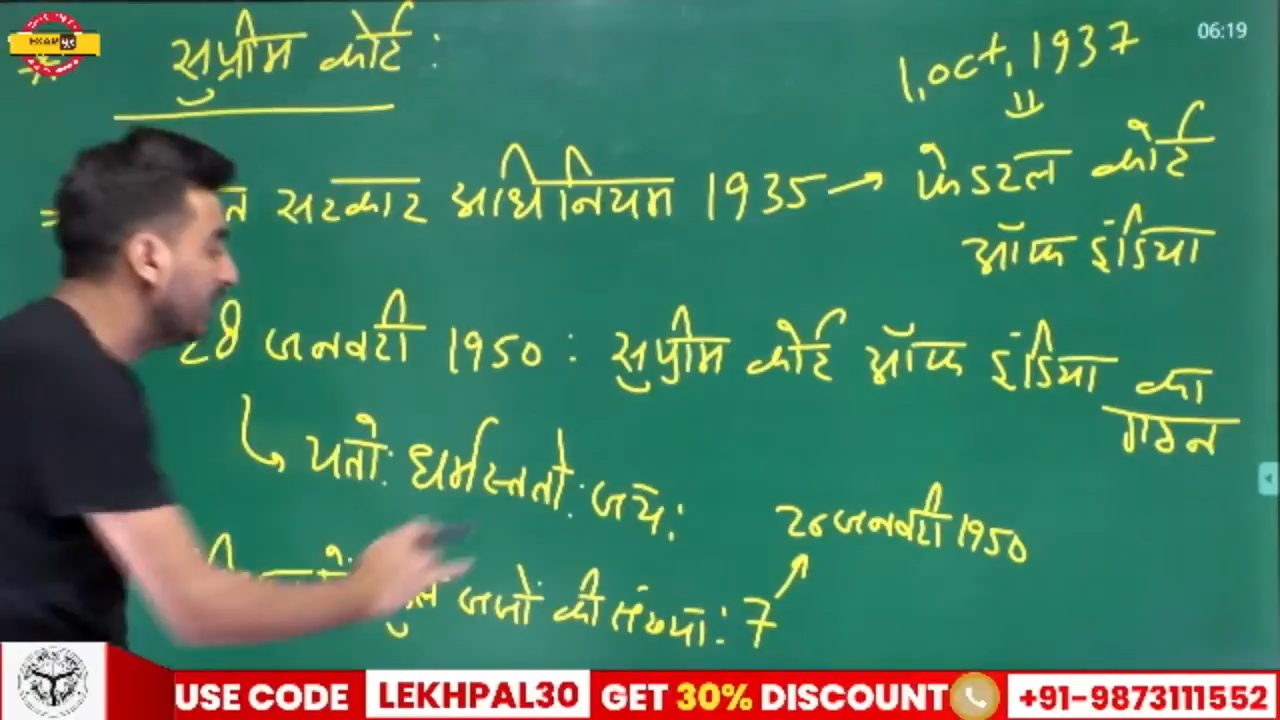 06:19
सुप्रीम कोर्ट :
1, oct, 1937
सरकार अधिनियम 1935 → फेडरल कोर्ट
ऑफ इंडिया
28 जनवरी 1950 : सुप्रीम कोर्ट ऑफ इंडिया का
गठन
यतो: धर्मस्ततो: जय:
जजों की संख्या: 7
28 जनवरी 1950
USE CODE LEKHPAL30 GET 30% DISCOUNT +91-9873111552